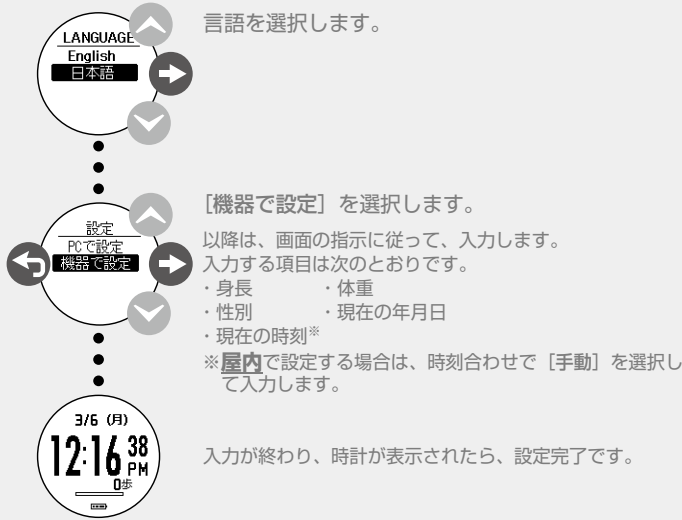 LANGUAGE
English
日本語
言語を選択します。
設定
PCで設定
機器で設定
［機器で設定］を選択します。
以降は、画面の指示に従って、入力します。
入力する項目は次のとおりです。
・身長　・体重
・性別　・現在の年月日
・現在の時刻※
※屋内で設定する場合は、時刻合わせで［手動］を選択し
て入力します。
3/6 (月)
12:16 38 PM
0歩
入力が終わり、時計が表示されたら、設定完了です。